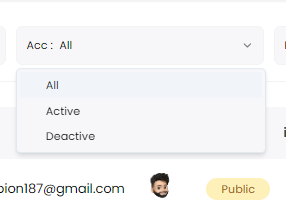 Acc : All
All
Active
Deactive
pion187@gmail.com
Public